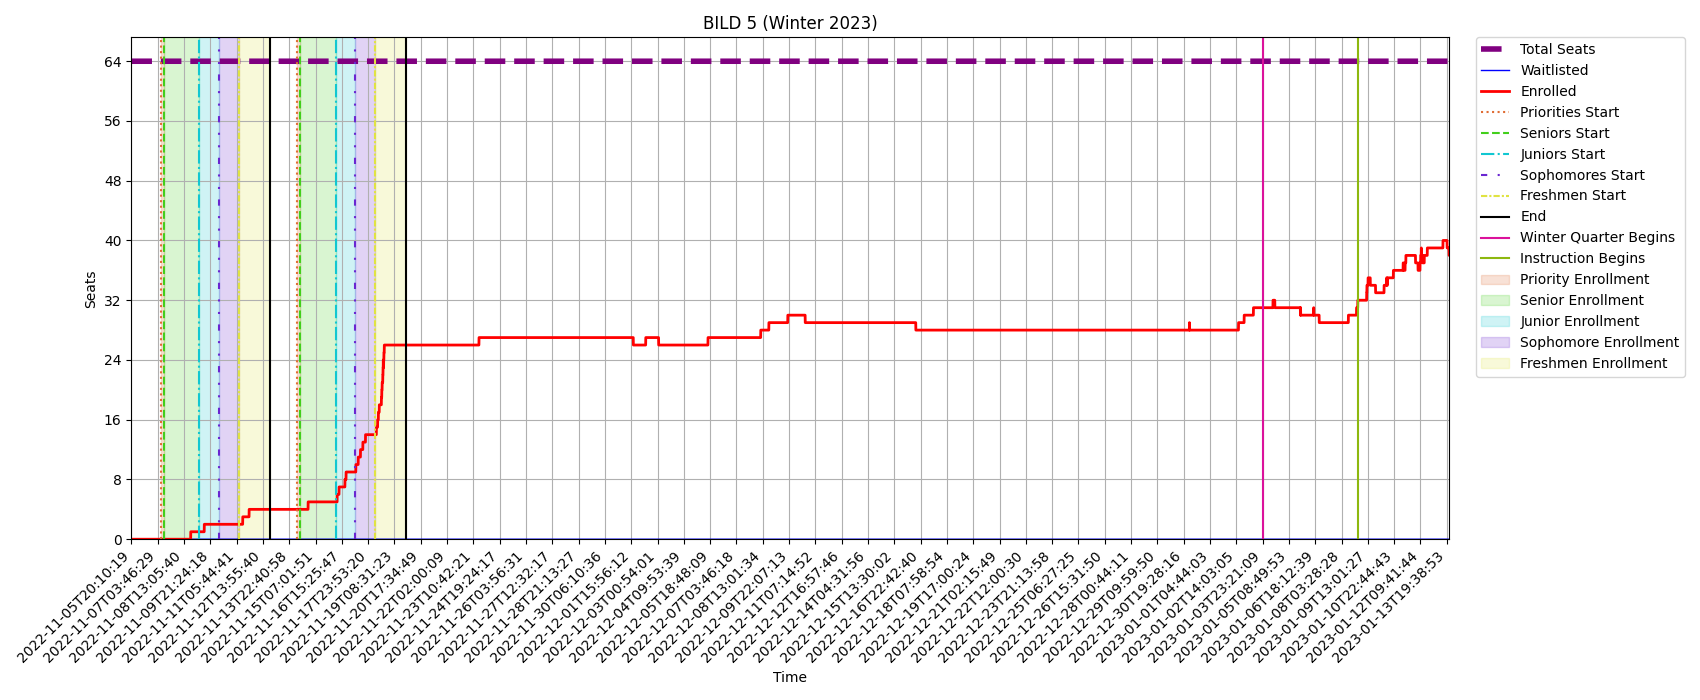 BILD 5 (Winter 2023)
Seats
64
56
48
40
32
24
16
8
0
2022-11-05T20:10:19
2022-11-07T03:46:29
2022-11-08T13:05:40
2022-11-09T21:24:18
2022-11-11T05:44:41
2022-11-12T13:55:40
2022-11-13T22:40:58
2022-11-15T07:01:51
2022-11-16T15:25:47
2022-11-17T23:53:20
2022-11-19T08:31:23
2022-11-20T17:34:49
2022-11-22T02:00:09
2022-11-23T10:42:21
2022-11-24T19:24:17
2022-11-26T03:56:31
2022-11-27T12:32:17
2022-11-28T21:13:27
2022-11-30T06:10:36
2022-12-01T15:56:12
2022-12-03T00:54:01
2022-12-04T09:53:39
2022-12-05T18:48:09
2022-12-07T03:46:18
2022-12-08T13:01:34
2022-12-09T22:07:13
2022-12-11T07:14:52
2022-12-12T16:57:46
2022-12-14T04:31:56
2022-12-15T13:30:02
2022-12-16T22:42:40
2022-12-18T07:58:54
2022-12-19T17:00:24
2022-12-21T02:15:49
2022-12-22T12:00:30
2022-12-23T21:13:58
2022-12-25T06:27:25
2022-12-26T15:31:50
2022-12-28T00:44:11
2022-12-29T09:59:50
2022-12-30T19:28:16
2023-01-01T04:44:03
2023-01-02T14:03:05
2023-01-03T23:21:09
2023-01-05T08:49:53
2023-01-06T18:12:39
2023-01-08T03:28:28
2023-01-09T13:01:27
2023-01-10T22:44:43
2023-01-12T09:41:44
2023-01-13T19:38:53
Time
Total Seats
Waitlisted
Enrolled
Priorities Start
Seniors Start
Juniors Start
Sophomores Start
Freshmen Start
End
Winter Quarter Begins
Instruction Begins
Priority Enrollment
Senior Enrollment
Junior Enrollment
Sophomore Enrollment
Freshmen Enrollment